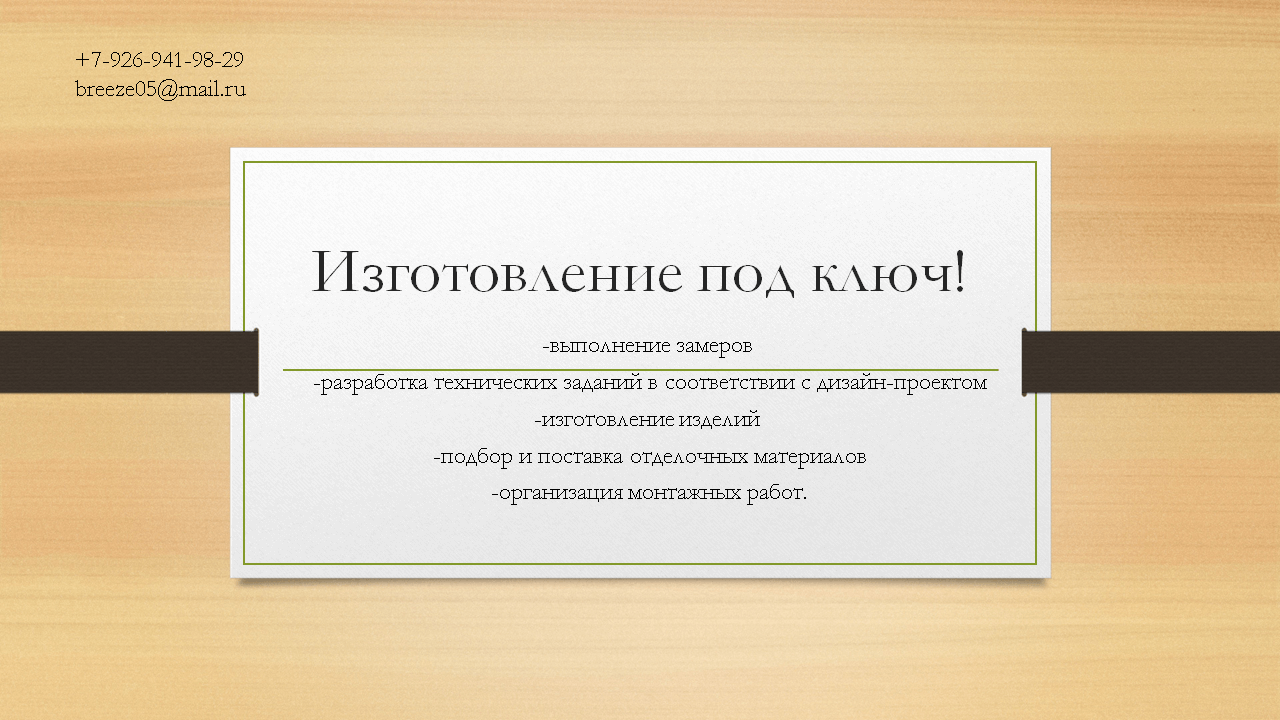 +7-926-941-98-29
breeze05@mail.ru
Изготовление под ключ!
-выполнение замеров
-разработка технических заданий в соответствии с дизайн-проектом
-изготовление изделий
-подбор и поставка отделочных материалов
-организация монтажных работ.